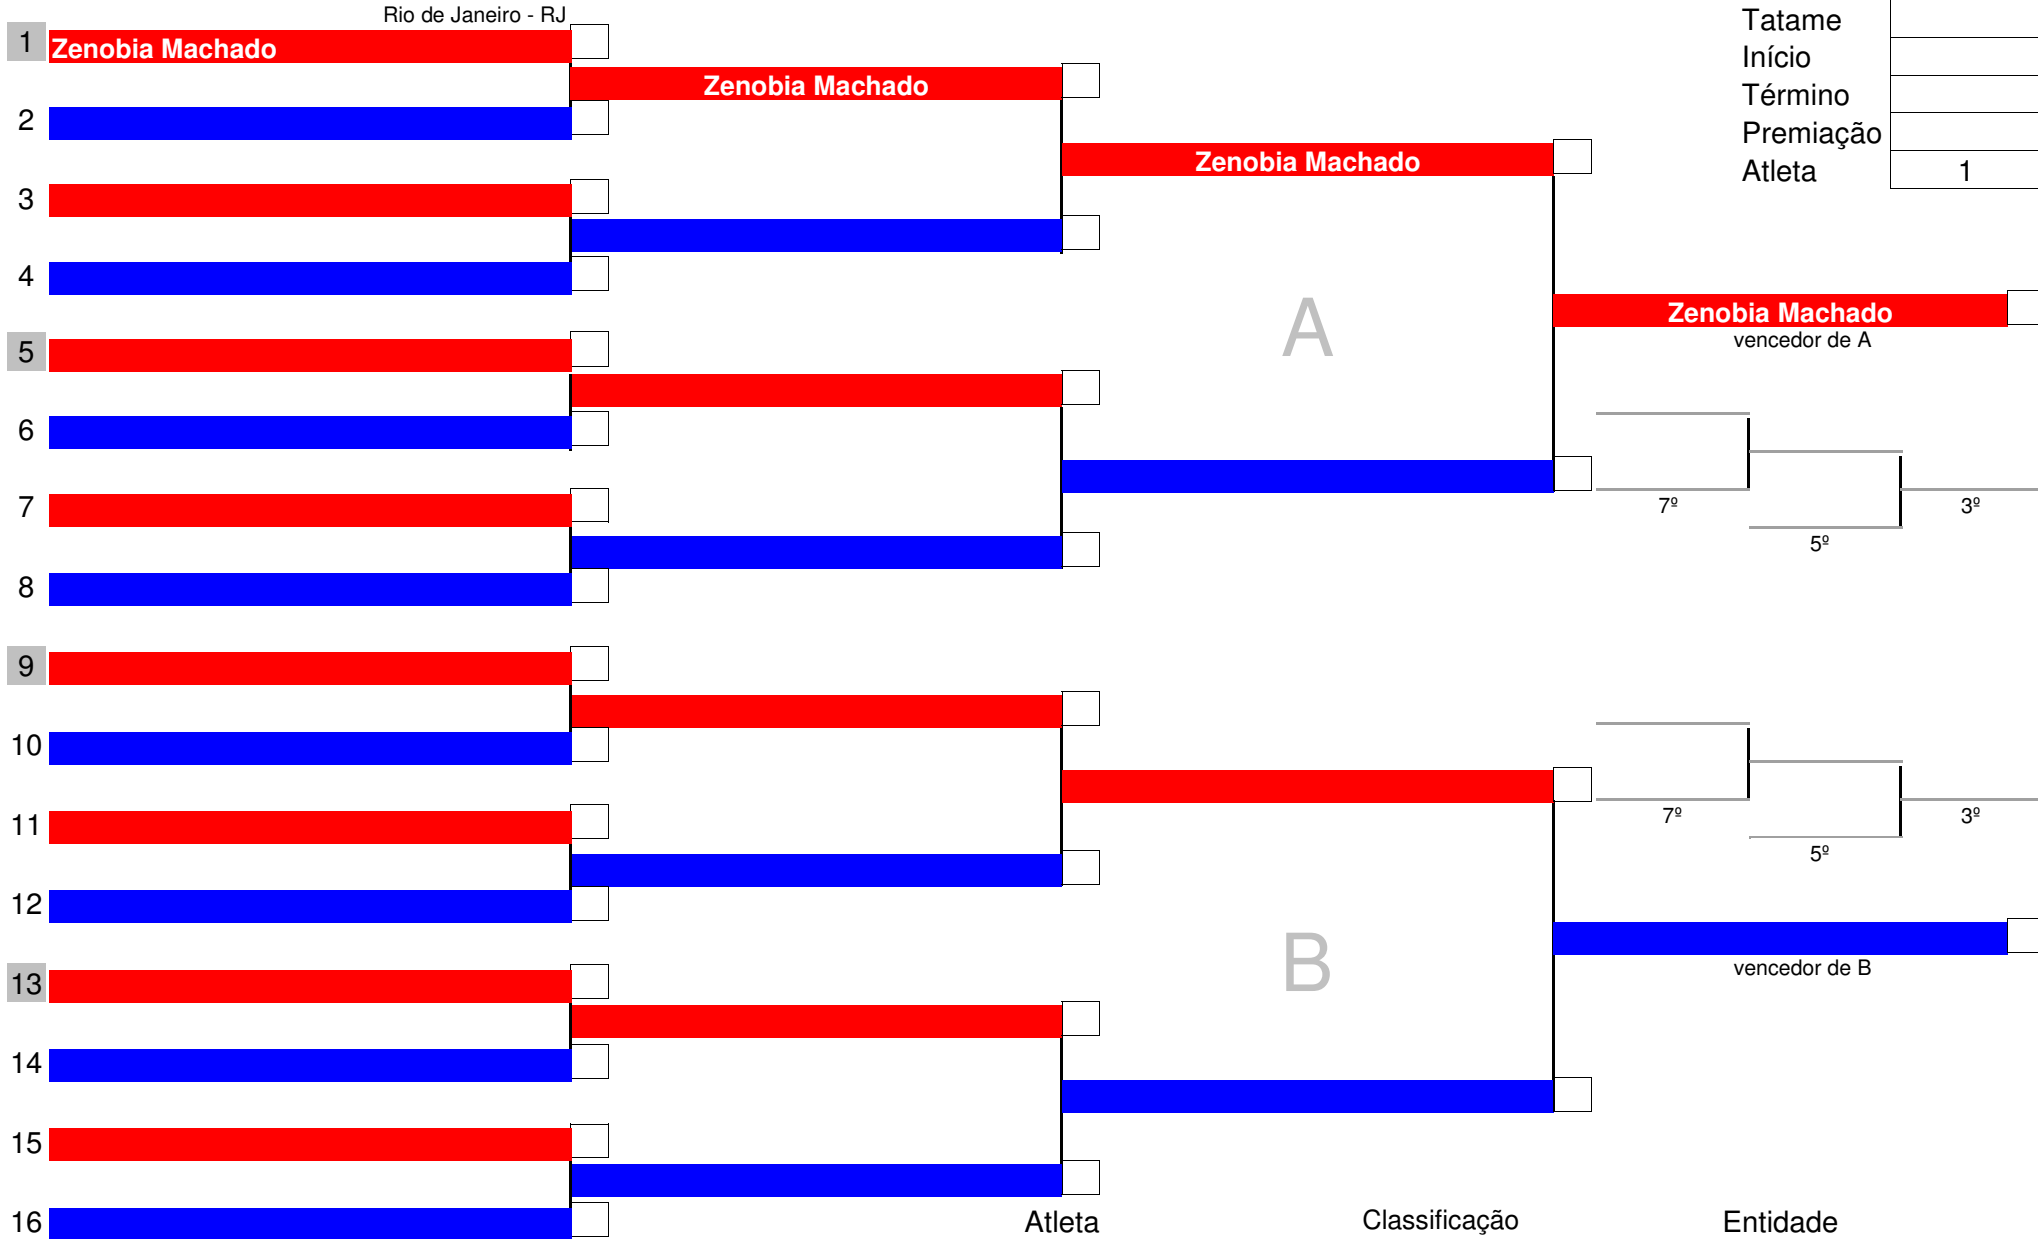 Rio de Janeiro - RJ
Tatame
1 Zenobia Machado
Início
Zenobia Machado
Término
2
Premiação
Zenobia Machado
Atleta 1
3
4
A
Zenobia Machado
vencedor de A
5
6
7
7º 3º
5º
8
9
10
11
7º 3º
5º
12
B
vencedor de B
13
14
15
16
Atleta Classificação Entidade